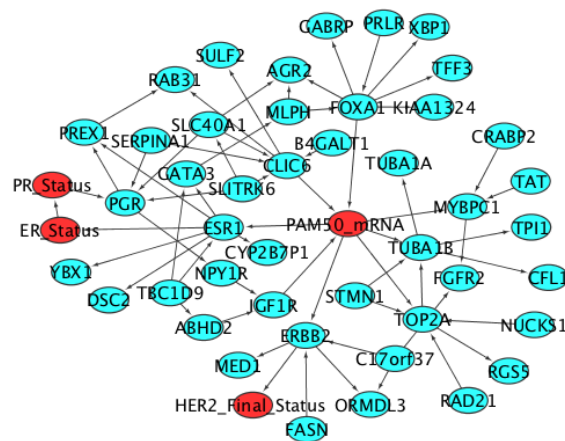 GABRP
PRLR
XBP1
SULF2
AGR2
TFF3
RAB31
MLPH
FOXA1
KIAA1324
PREX1
SLC40A1
SERPINA1
B4GALT1
CRABP2
GATA3
CLIC6
TUBA1A
PR_Status
SLITRK6
TAT
PGR
MYBPC1
ER_Status
ESR1
PAM50_mRNA
TPI1
CYP2B7P1
TUBA1B
YBX1
NPY1R
FGFR2
CFL1
DSC2
TBC1D9
IGF1R
STMN1
ABHD2
TOP2A
NUCKS1
ERBB2
MED1
C17orf37
RGS5
HER2_Final_Status
ORMDL3
RAD21
FASN